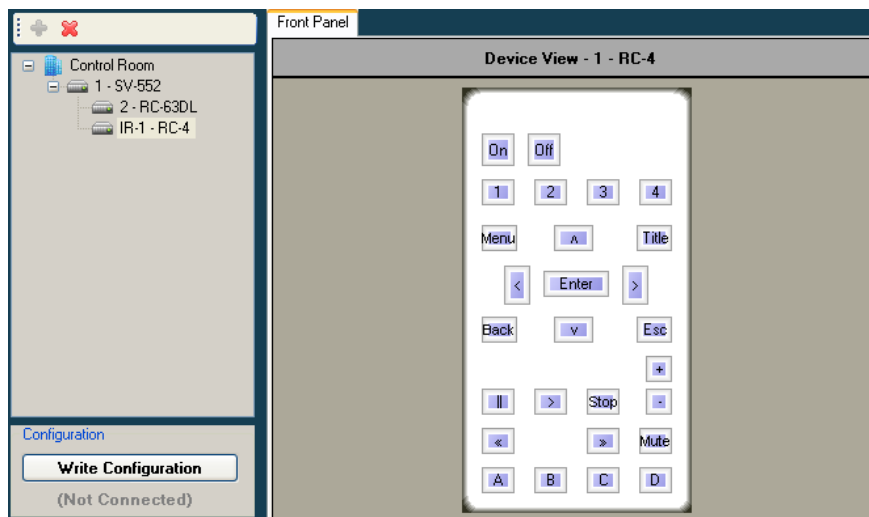 Front Panel
Control Room
1 - SV-552
2 - RC-63DL
IR-1 - RC-4
Device View - 1 - RC-4
On Off
1 2 3 4
Menu ʌ Title
< Enter >
Back v Esc
+
|| > Stop -
« » Mute
A B C D
Configuration
Write Configuration
(Not Connected)